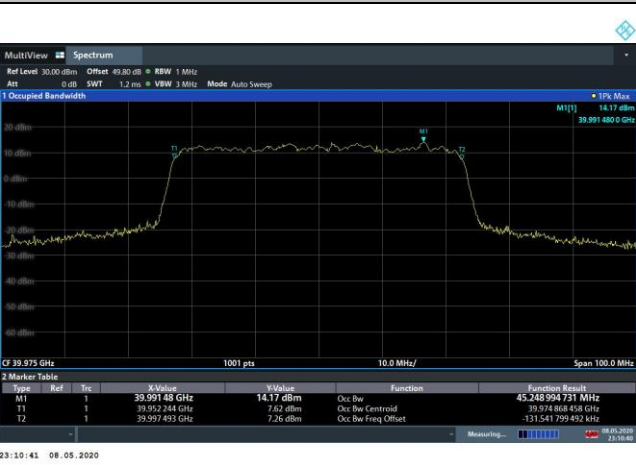 MultiView Spectrum
Ref Level 30.00 dBm Offset 49.80 dB RBW 1 MHz
Att 0 dB SWT 1.2 ms VBW 3 MHz Mode Auto Sweep
1 Occupied Bandwidth 1Pk Max
M1[1] 14.17 dBm
39.991 480 0 GHz
20 dBm
M1
T1 T2
10 dBm
0 dBm
-10 dBm
-20 dBm
-30 dBm
-40 dBm
-50 dBm
-60 dBm
CF 39.975 GHz 1001 pts 10.0 MHz/ Span 100.0 MHz
2 Marker Table
Type Ref Trc X-Value Y-Value Function Function Result
M1 1 39.991 48 GHz 14.17 dBm Occ Bw 45.248 994 731 MHz
T1 1 39.952 244 GHz 7.62 dBm Occ Bw Centroid 39.974 868 458 GHz
T2 1 39.997 493 GHz 7.26 dBm Occ Bw Freq Offset -131.541 799 492 kHz
Measuring... 08.05.2020
23:10:40
23:10:41 08.05.2020